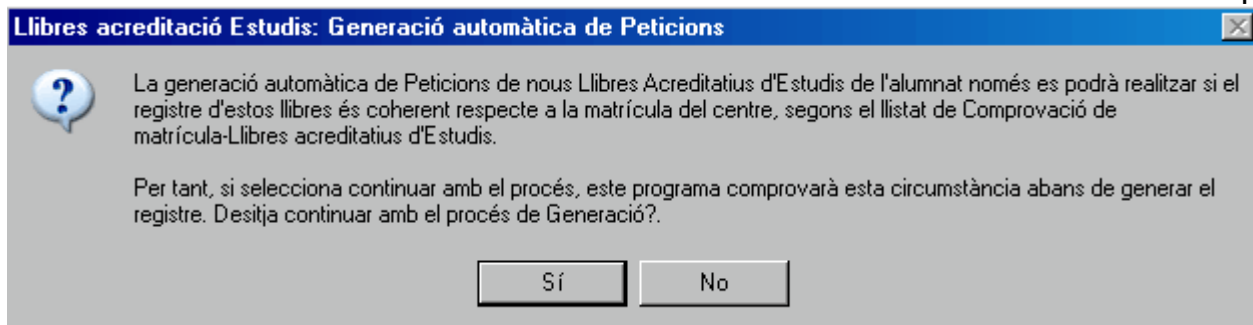 Llibres acreditació Estudis: Generació automàtica de Peticions
La generació automàtica de Peticions de nous Llibres Acreditatius d'Estudis de l'alumnat només es podrà realitzar si el
registre d'estos llibres és coherent respecte a la matrícula del centre, segons el llistat de Comprovació de
matrícula-Llibres acreditatius d'Estudis.
Per tant, si selecciona continuar amb el procés, este programa comprovarà esta circumstància abans de generar el
registre. Desitja continuar amb el procés de Generació?.
Sí
No